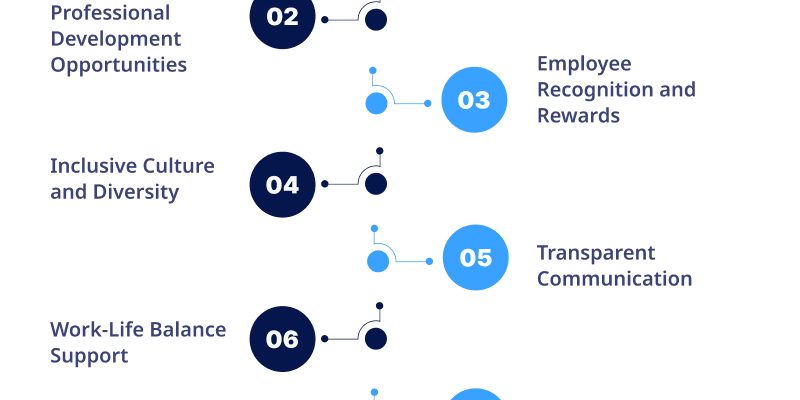 Professional
Development
Opportunities
02
03
Employee
Recognition and
Rewards
Inclusive Culture
and Diversity
04
05
Transparent
Communication
Work-Life Balance
Support
06